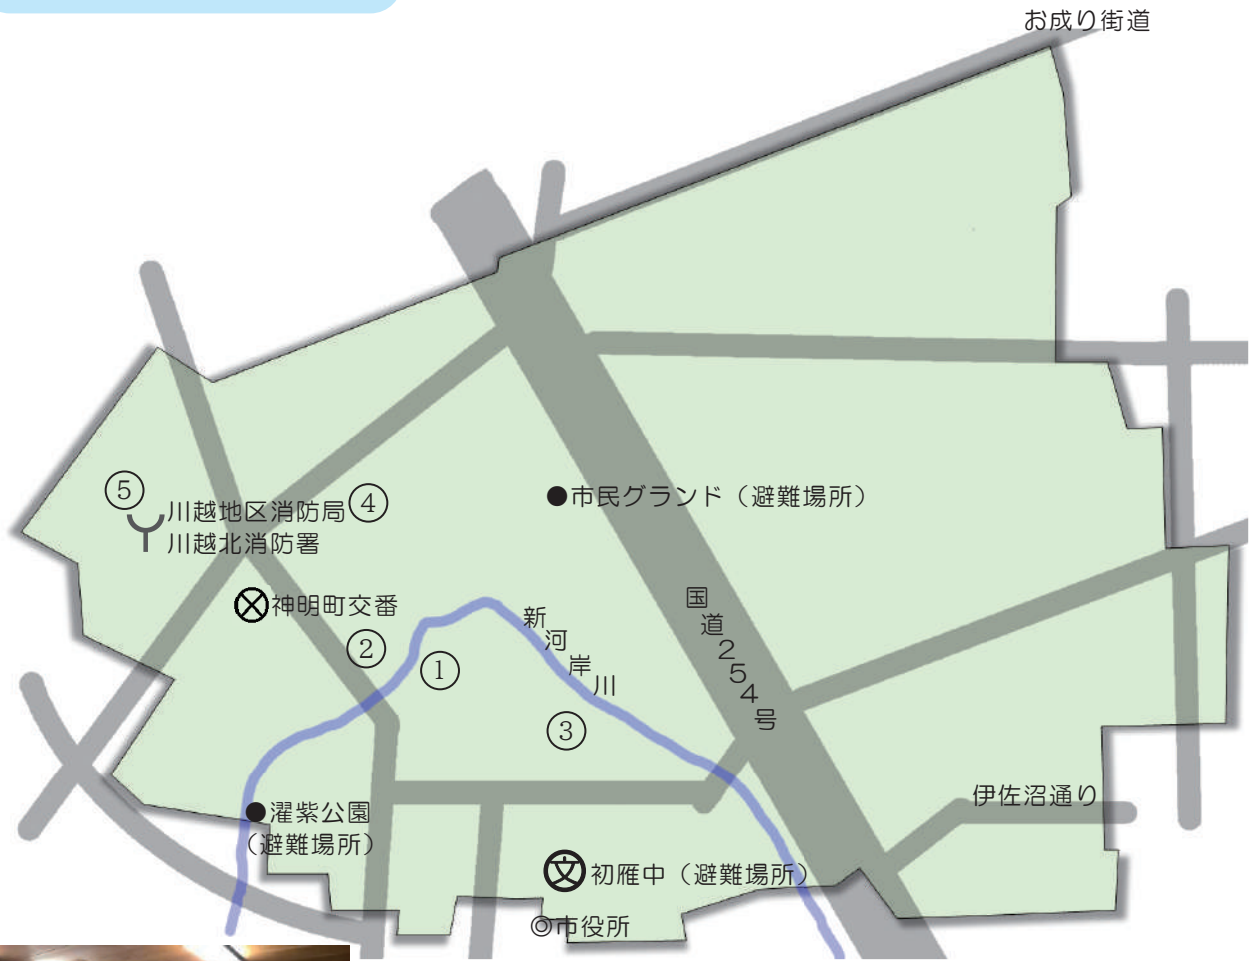 お成り街道
⑤
川越地区消防局
④
川越北消防署
●市民グランド（避難場所）
神明町交番
②
①
新河岸川
国道２５４号
③
伊佐沼通り
●濯紫公園
（避難場所）
文
初雁中（避難場所）
◎市役所